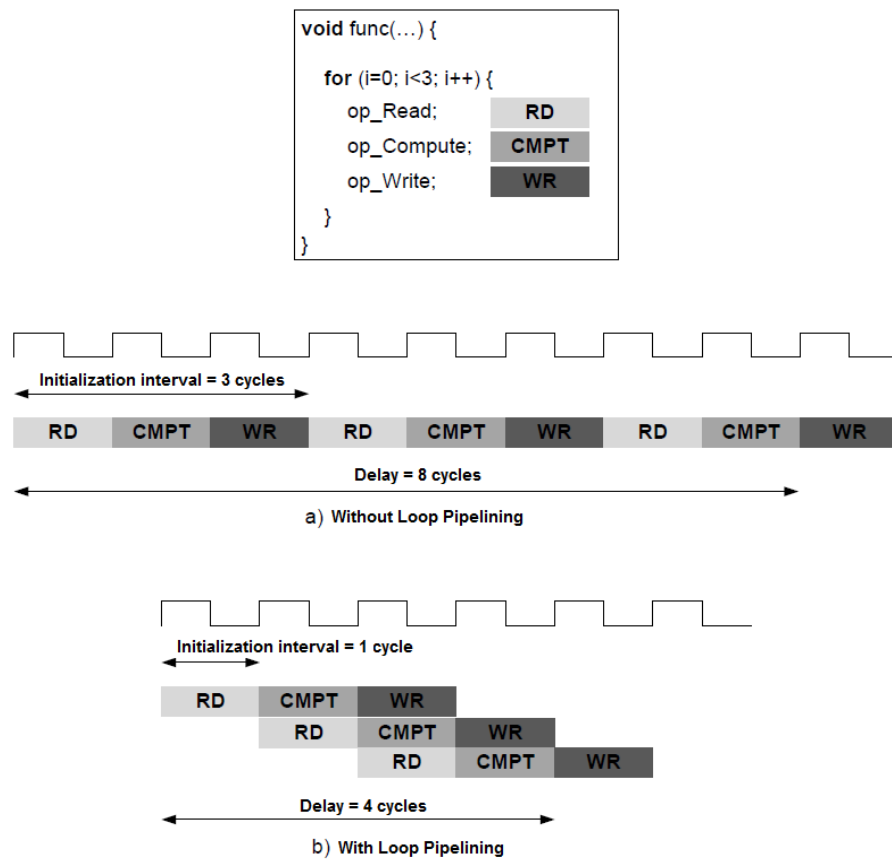 void func(…) {
for (i=0; i<3; i++) {
op_Read; RD
op_Compute; CMPT
op_Write; WR
}
}
Initialization interval = 3 cycles
RD CMPT WR RD CMPT WR RD CMPT WR
Delay = 8 cycles
a) Without Loop Pipelining
Initialization interval = 1 cycle
RD CMPT WR
RD CMPT WR
RD CMPT WR
Delay = 4 cycles
b) With Loop Pipelining